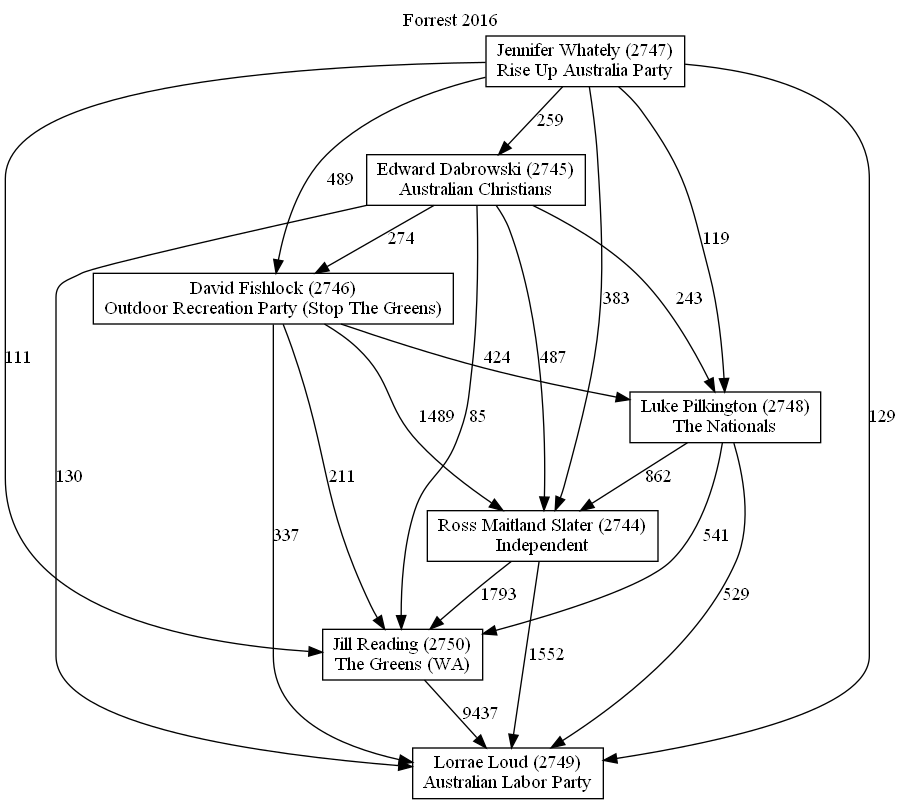 Forrest 2016
Jennifer Whately (2747)
Rise Up Australia Party
259
Edward Dabrowski (2745)
Australian Christians
489
274
119
David Fishlock (2746)
Outdoor Recreation Party (Stop The Greens)
383
243
111
424
487
Luke Pilkington (2748)
The Nationals
1489
85
129
130
211
862
Ross Maitland Slater (2744)
Independent
337
541
1793
529
Jill Reading (2750)
The Greens (WA)
1552
9437
Lorrae Loud (2749)
Australian Labor Party